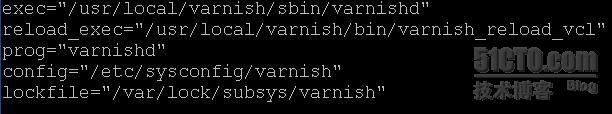 exec="/usr/local/varnish/sbin/varnishd"
reload_exec="/usr/local/varnish/bin/varnish_reload_vcl"
prog="varnishd"
config="/etc/sysconfig/varnish"
lockfile="/var/lock/subsys/varnish"
51CTO.com
技术博客 Blog